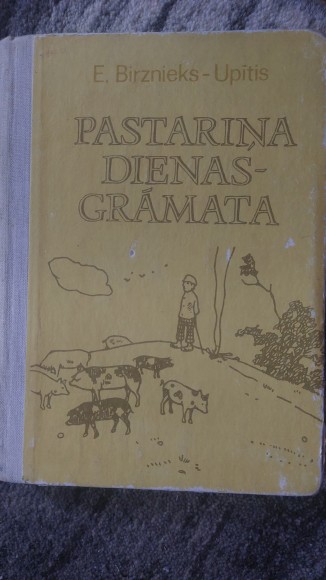 E. Birznieks-Upītis
PASTARIŅA
DIENAS-
GRĀMATA